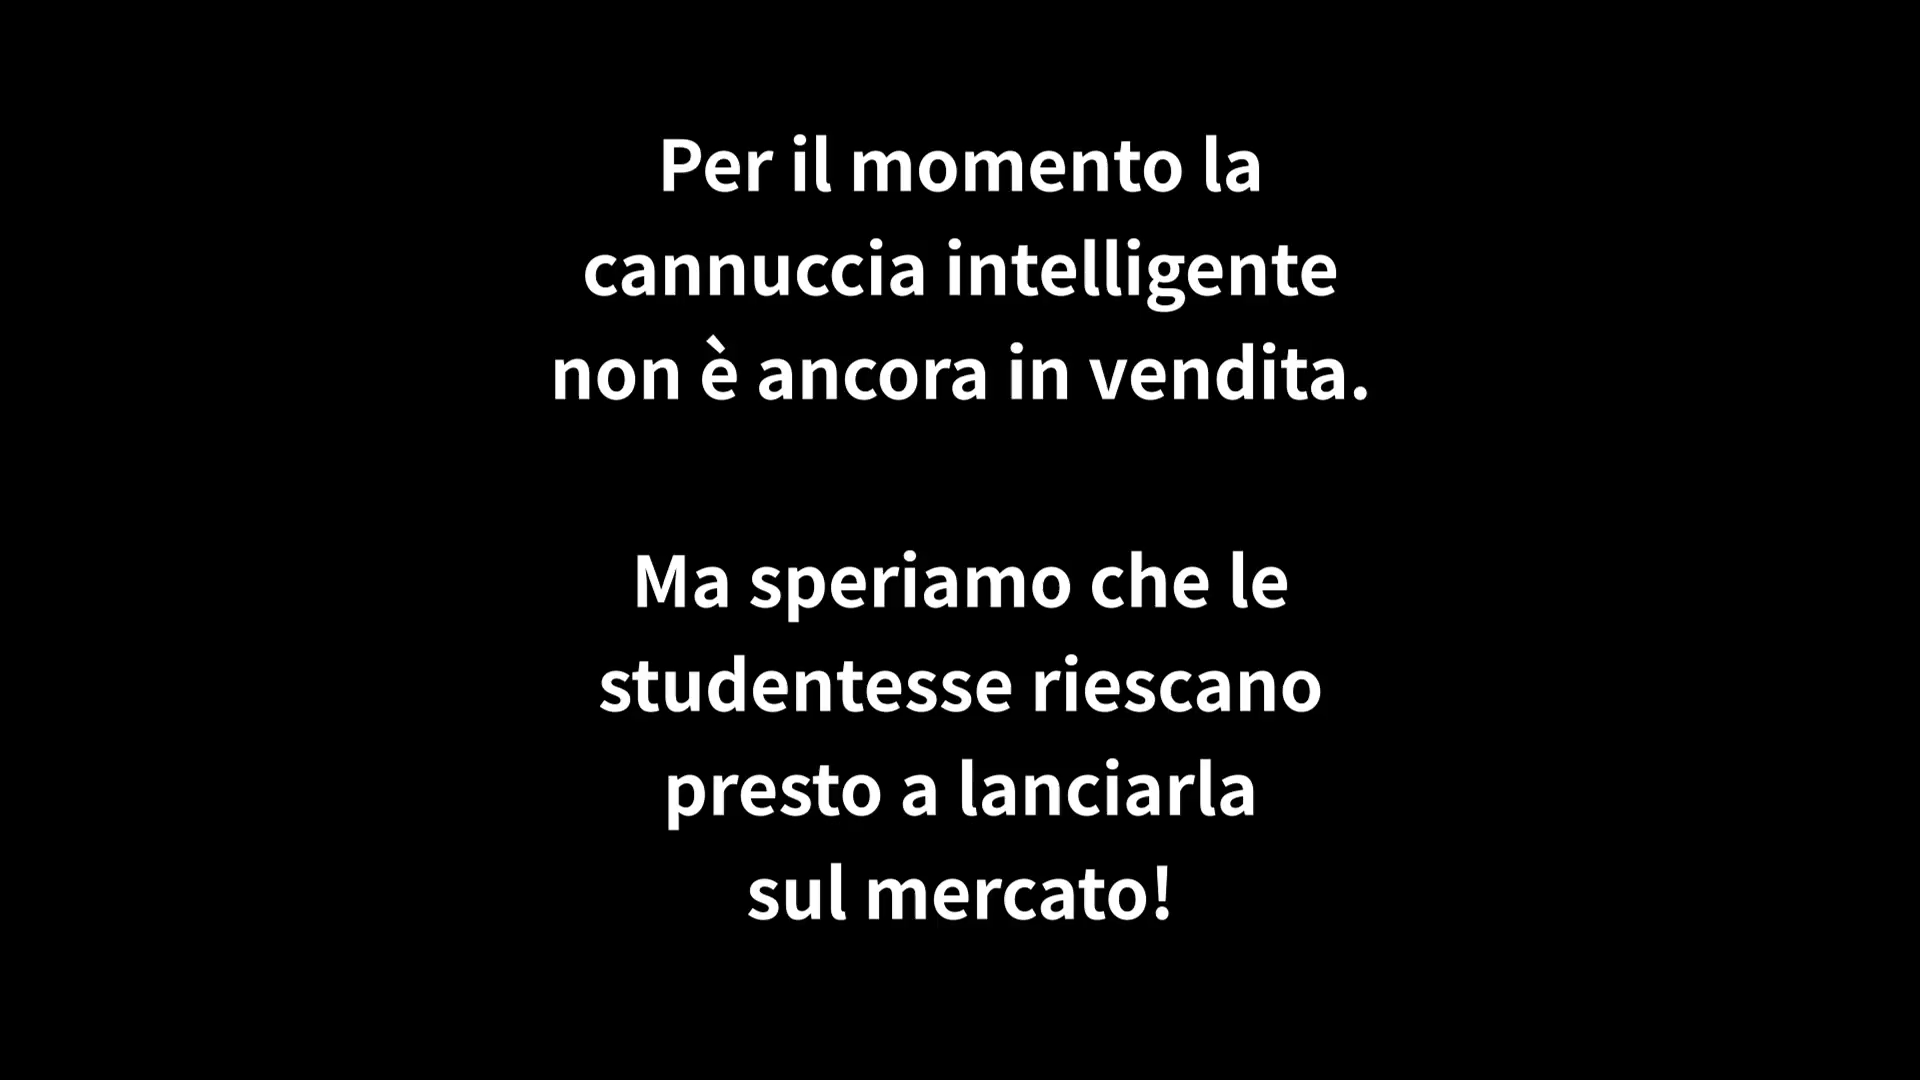 Per il momento la
cannuccia intelligente
non è ancora in vendita.
Ma speriamo che le
studentesse riescano
presto a lanciarla
sul mercato!